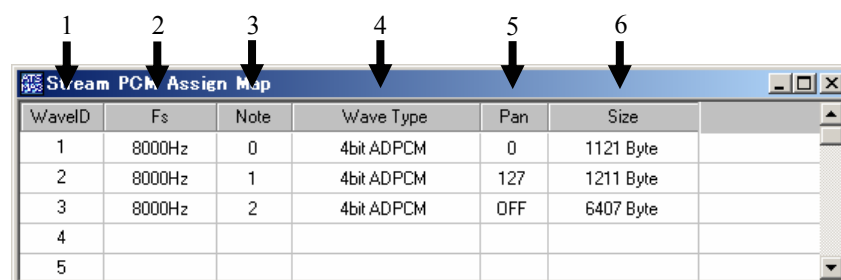 1 2 3 4 5 6
ATS MA5 Stream PCM Assign Map
WaveID Fs Note Wave Type Pan Size
1 8000Hz 0 4bit ADPCM 0 1121 Byte
2 8000Hz 1 4bit ADPCM 127 1211 Byte
3 8000Hz 2 4bit ADPCM OFF 6407 Byte
4
5